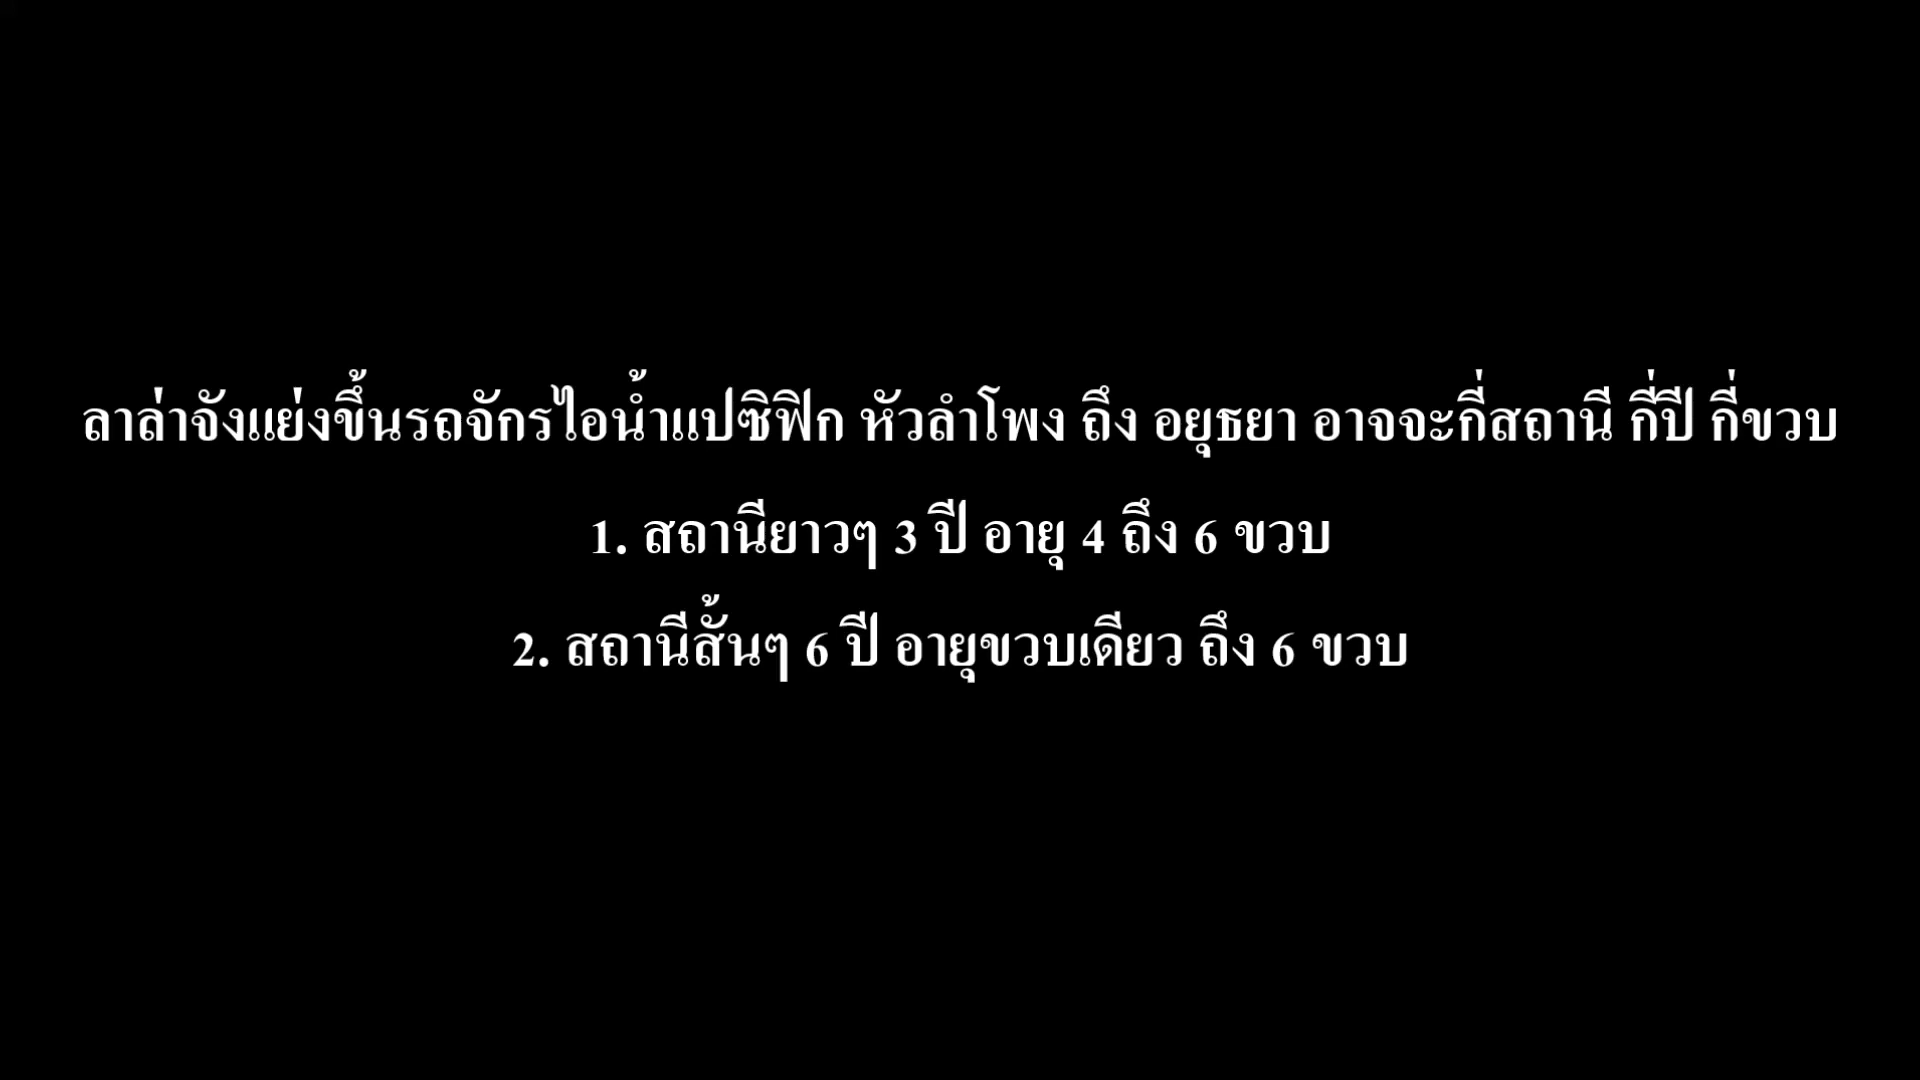 ลาล่าจังแย่งขึ้นรถจักรไอน้ำแปซิฟิก หัวลำโพง ถึง อยุธยา อาจจะกี่สถานี กี่ปี กี่ขวบ
1. สถานียาวๆ 3 ปี อายุ 4 ถึง 6 ขวบ
2. สถานีสั้นๆ 6 ปี อายุขวบเดียว ถึง 6 ขวบ